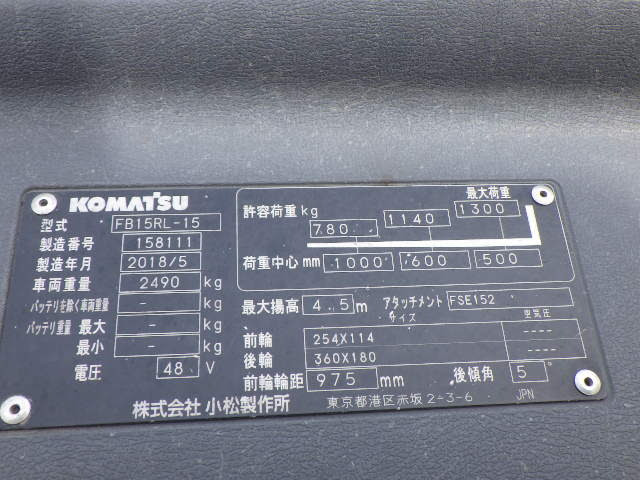 KOMATSU
型式 FB15RL-15
製造番号 158111
製造年月 2018/5
車両重量 2490 kg
バッテリを除く車両重量 - kg
バッテリ重量 最大 - kg
最小 - kg
電圧 48 V
最大荷重
許容荷重 kg 780 1140 1300
荷重中心 mm 1000 600 500
最大揚高 4.5 m アタッチメント FSE152
サイズ 空気圧
前輪 254X114 ----
後輪 360X180 ----
前輪輪距 975 mm 後傾角 5 °
株式会社 小松製作所 東京都港区赤坂 2-3-6 JPN